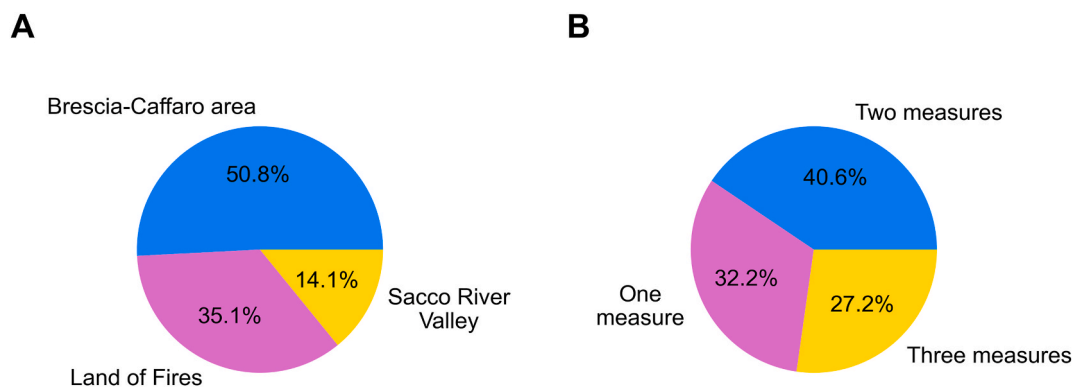 A
Brescia-Caffaro area
50.8%
14.1%
Sacco River
Valley
35.1%
Land of Fires
B
Two measures
40.6%
32.2%
One
measure
27.2%
Three measures